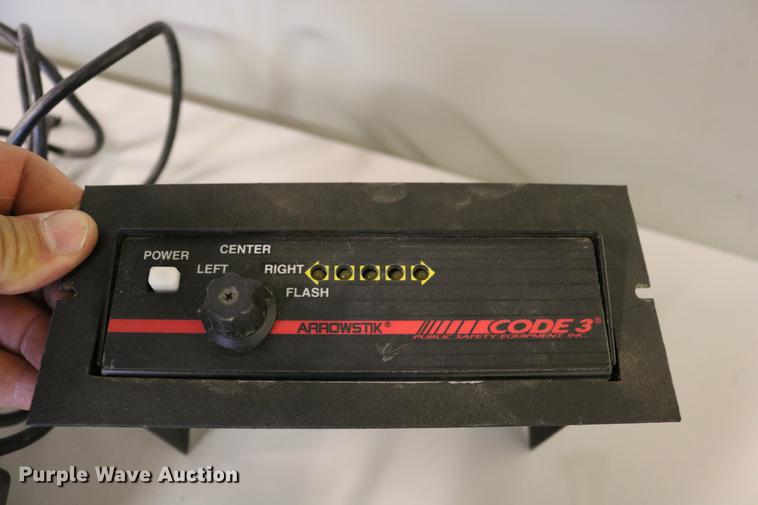 CENTER
POWER
LEFT
RIGHT
FLASH
ARROWSTIK®
CODE 3®
PUBLIC SAFETY EQUIPMENT, INC.
Purple Wave Auction